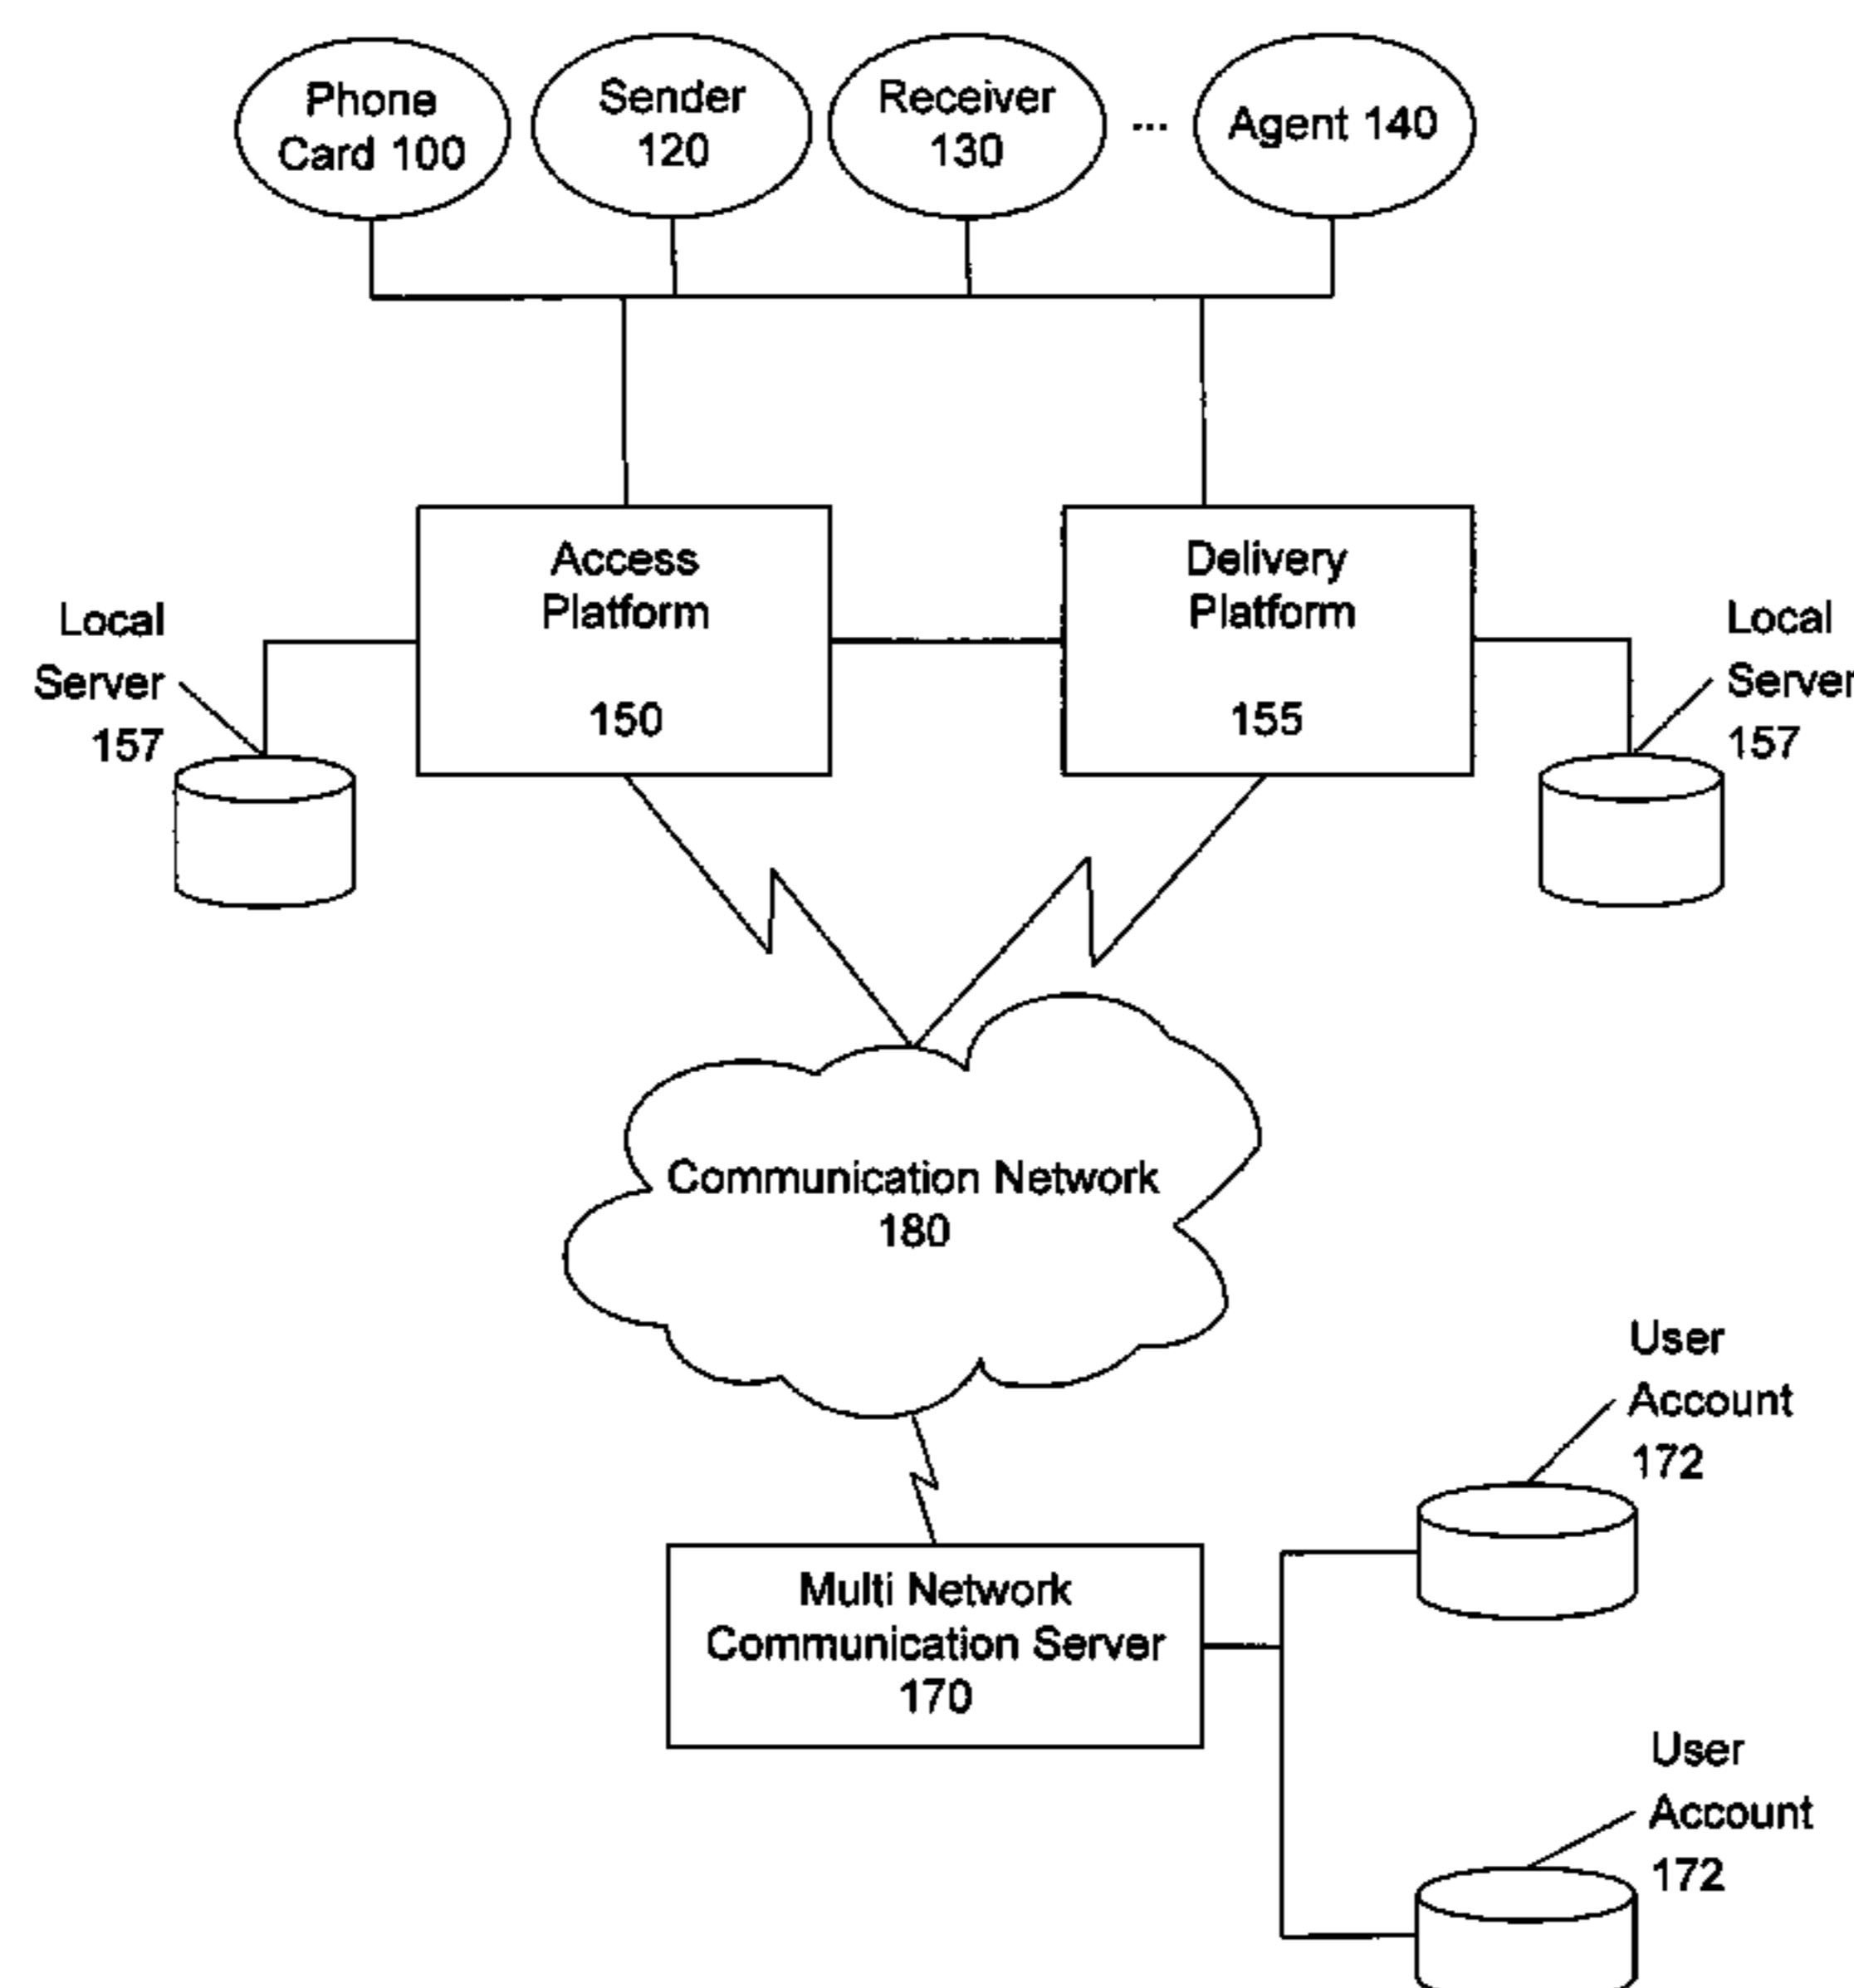 Phone
Card 100
Sender
120
Receiver
130
...
Agent 140
Access
Platform
150
Delivery
Platform
155
Local
Server
157
Local
Server
157
Communication Network
180
User
Account
172
Multi Network
Communication Server
170
User
Account
172